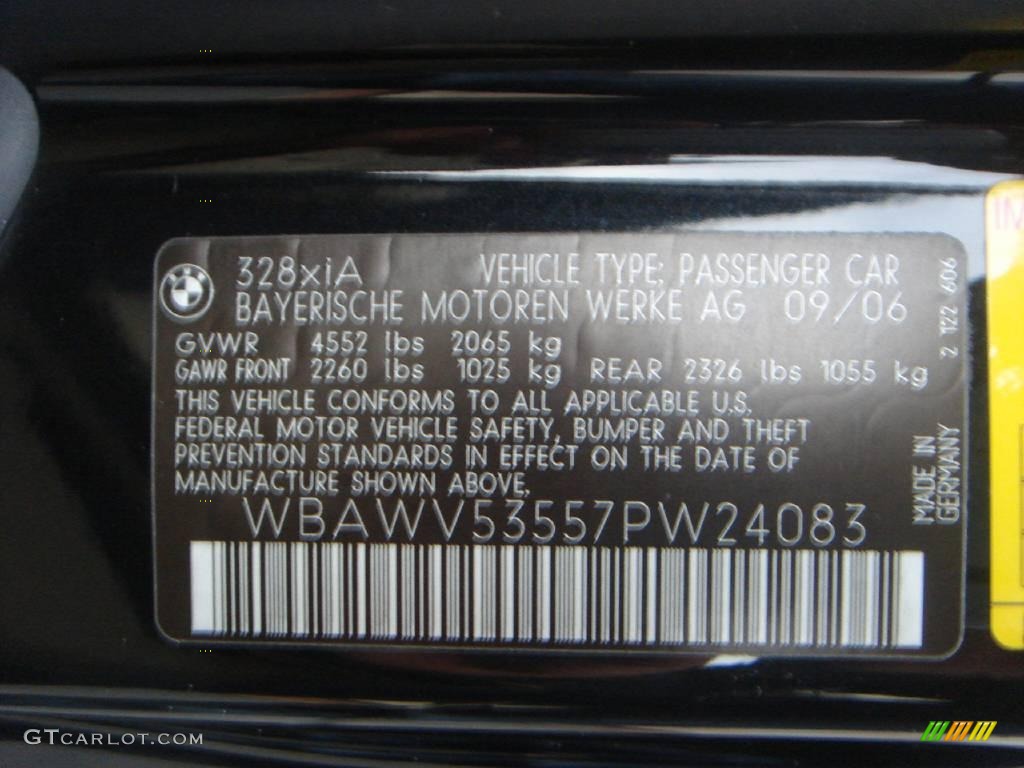 328xiA VEHICLE TYPE: PASSENGER CAR
BAYERISCHE MOTOREN WERKE AG 09/06
GVWR 4552 lbs 2065 kg
GAWR FRONT 2260 lbs 1025 kg REAR 2326 lbs 1055 kg
THIS VEHICLE CONFORMS TO ALL APPLICABLE U.S.
FEDERAL MOTOR VEHICLE SAFETY, BUMPER AND THEFT
PREVENTION STANDARDS IN EFFECT ON THE DATE OF
MANUFACTURE SHOWN ABOVE.
WBAWV53557PW24083
2 1122 606
MADE IN
GERMANY
IM
GTCARLOT.COM